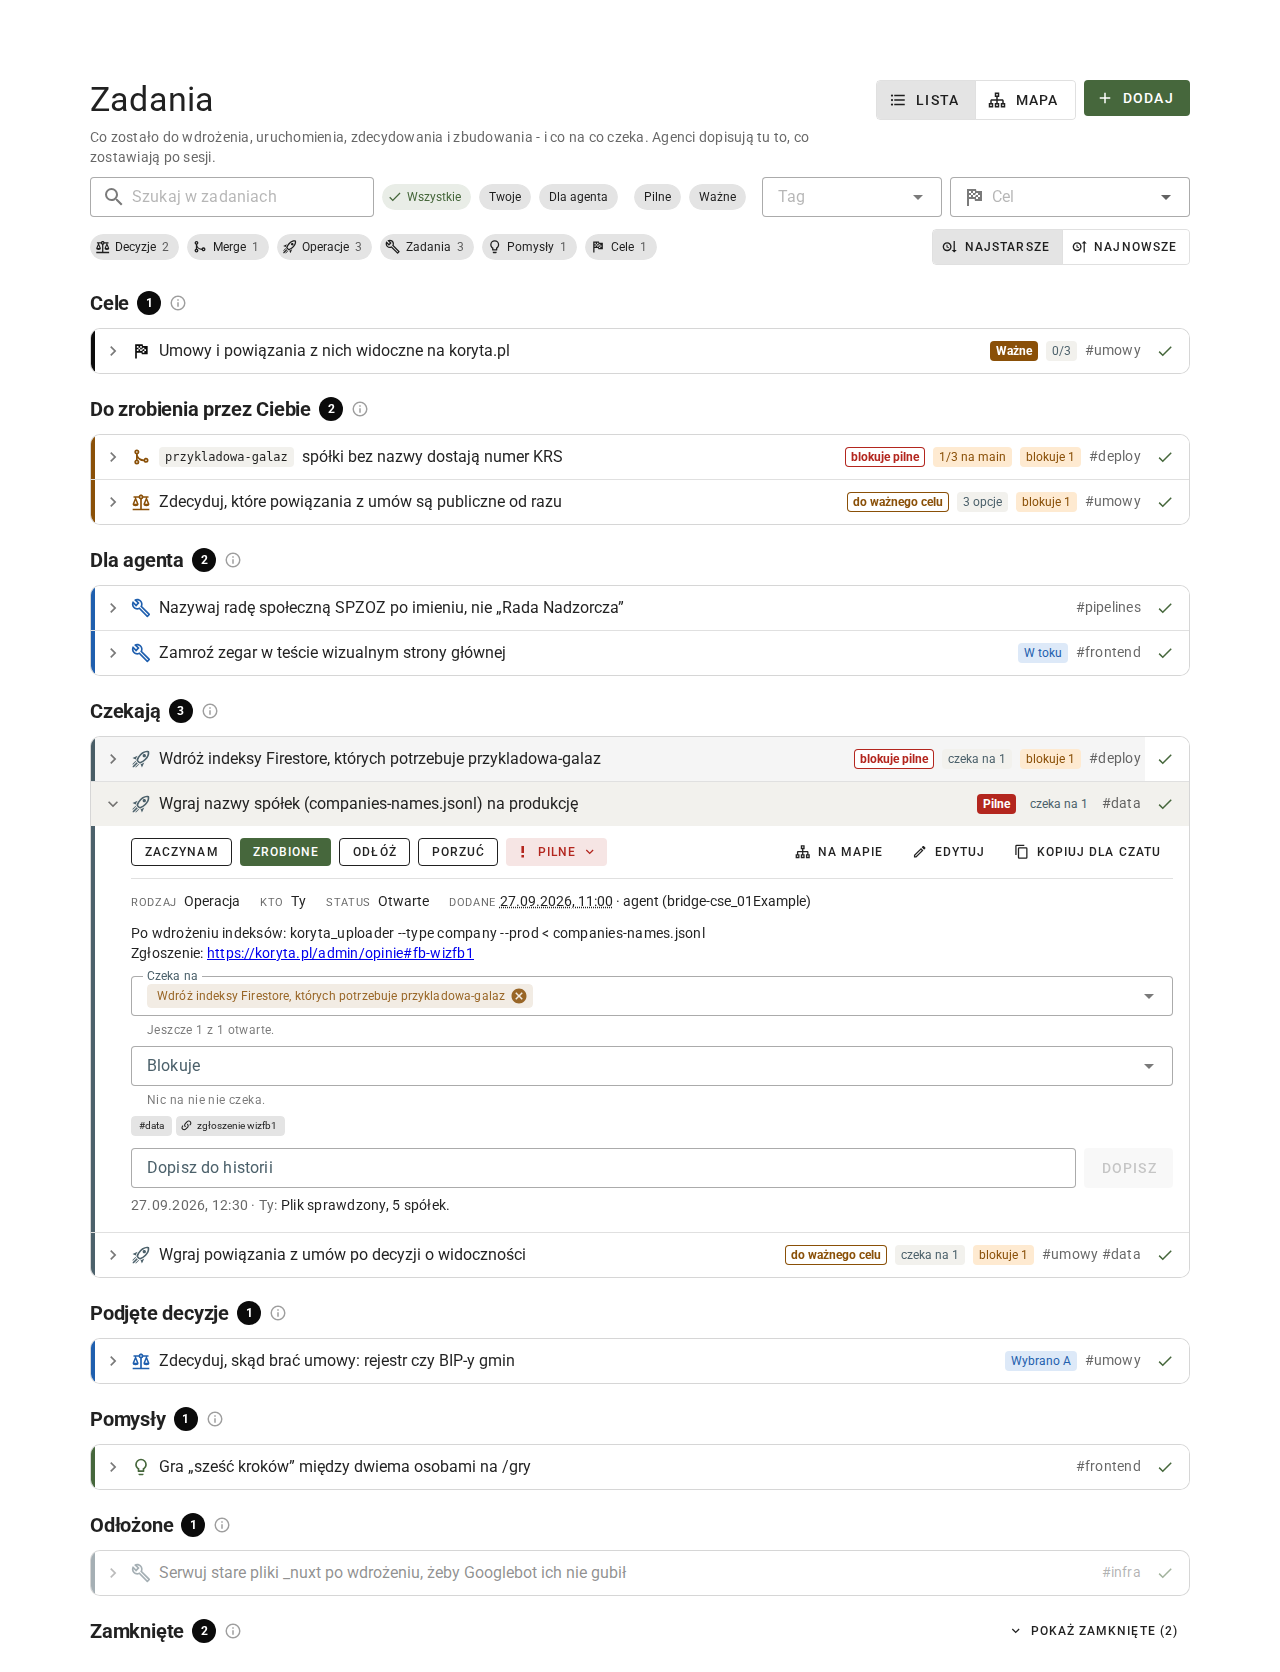 Zadania
LISTA
MAPA
DODAJ
Co zostało do wdrożenia, uruchomienia, zdecydowania i zbudowania - i co na co czeka. Agenci dopisują tu to, co
zostawiają po sesji.
Szukaj w zadaniach
Wszystkie
Twoje
Dla agenta
Pilne
Ważne
Tag
Cel
Decyzje 2
Merge 1
Operacje 3
Zadania 3
Pomysły 1
Cele 1
NAJSTARSZE
NAJNOWSZE
Cele 1
Umowy i powiązania z nich widoczne na koryta.pl Ważne 0/3 #umowy
Do zrobienia przez Ciebie 2
przykladowa-galaz spółki bez nazwy dostają numer KRS blokuje pilne 1/3 na main blokuje 1 #deploy
Zdecyduj, które powiązania z umów są publiczne od razu do ważnego celu 3 opcje blokuje 1 #umowy
Dla agenta 2
Nazywaj radę społeczną SPZOZ po imieniu, nie „Rada Nadzorcza” #pipelines
Zamroź zegar w teście wizualnym strony głównej W toku #frontend
Czekają 3
Wdróż indeksy Firestore, których potrzebuje przykladowa-galaz blokuje pilne czeka na 1 blokuje 1 #deploy
Wgraj nazwy spółek (companies-names.jsonl) na produkcję Pilne czeka na 1 #data
ZACZYNAM
ZROBIONE
ODŁÓŻ
PORZUĆ
PILNE
NA MAPIE
EDYTUJ
KOPIUJ DLA CZATU
RODZAJ Operacja KTO Ty STATUS Otwarte DODANE 27.09.2026, 11:00 · agent (bridge-cse_01Example)
Po wdrożeniu indeksów: koryta_uploader --type company --prod < companies-names.jsonl
Zgłoszenie: https://koryta.pl/admin/opinie#fb-wizfb1
Czeka na
Wdróż indeksy Firestore, których potrzebuje przykladowa-galaz
Jeszcze 1 z 1 otwarte.
Blokuje
Nic na nie nie czeka.
#data
zgłoszenie wizfb1
Dopisz do historii
DOPISZ
27.09.2026, 12:30 · Ty: Plik sprawdzony, 5 spółek.
Wgraj powiązania z umów po decyzji o widoczności do ważnego celu czeka na 1 blokuje 1 #umowy #data
Podjęte decyzje 1
Zdecyduj, skąd brać umowy: rejestr czy BIP-y gmin Wybrano A #umowy
Pomysły 1
Gra „sześć kroków” między dwiema osobami na /gry #frontend
Odłożone 1
Serwuj stare pliki _nuxt po wdrożeniu, żeby Googlebot ich nie gubił #infra
Zamknięte 2
POKAŻ ZAMKNIĘTE (2)